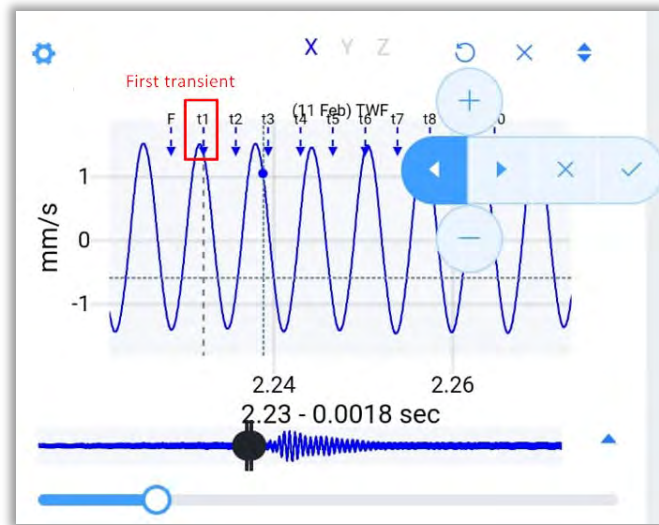 X Y Z
First transient
(11 Feb) TWF
F t1 t2 t3 t4 t5 t6 t7 t8 0
1
0
-1
mm/s
2.24 2.26
2.23 - 0.0018 sec